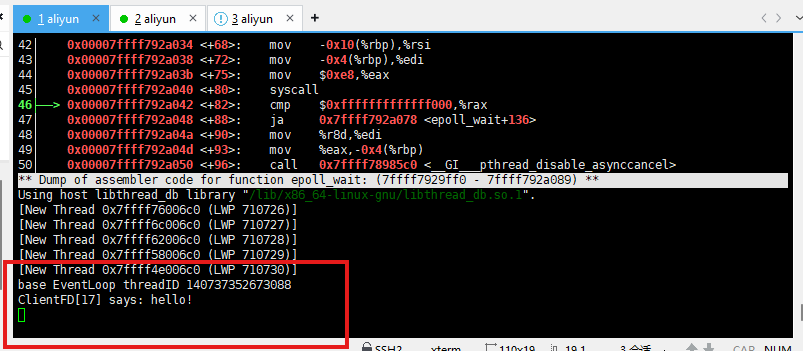 1 aliyun
2 aliyun
3 aliyun
42 0x00007ffff792a034 <+68>: mov -0x10(%rbp),%rsi
43 0x00007ffff792a038 <+72>: mov -0x4(%rbp),%edi
44 0x00007ffff792a03b <+75>: mov $0xe8,%eax
45 0x00007ffff792a040 <+80>: syscall
46 ——> 0x00007ffff792a042 <+82>: cmp $0xfffffffffffff000,%rax
47 0x00007ffff792a048 <+88>: ja 0x7ffff792a078 <epoll_wait+136>
48 0x00007ffff792a04a <+90>: mov %r8d,%edi
49 0x00007ffff792a04d <+93>: mov %eax,-0x4(%rbp)
50 0x00007ffff792a050 <+96>: call 0x7ffff78985c0 <__GI___pthread_disable_asynccancel>
** Dump of assembler code for function epoll_wait: (7ffff7929ff0 - 7ffff792a089) **
Using host libthread_db library "/lib/x86_64-linux-gnu/libthread_db.so.1".
[New Thread 0x7ffff76006c0 (LWP 710726)]
[New Thread 0x7ffff6c006c0 (LWP 710727)]
[New Thread 0x7ffff62006c0 (LWP 710728)]
[New Thread 0x7ffff58006c0 (LWP 710729)]
[New Thread 0x7ffff4e006c0 (LWP 710730)]
base EventLoop threadID 140737352673088
ClientFD[17] says: hello!
SSH2 xterm 110x19 19,1 3 会话 CAP NUM